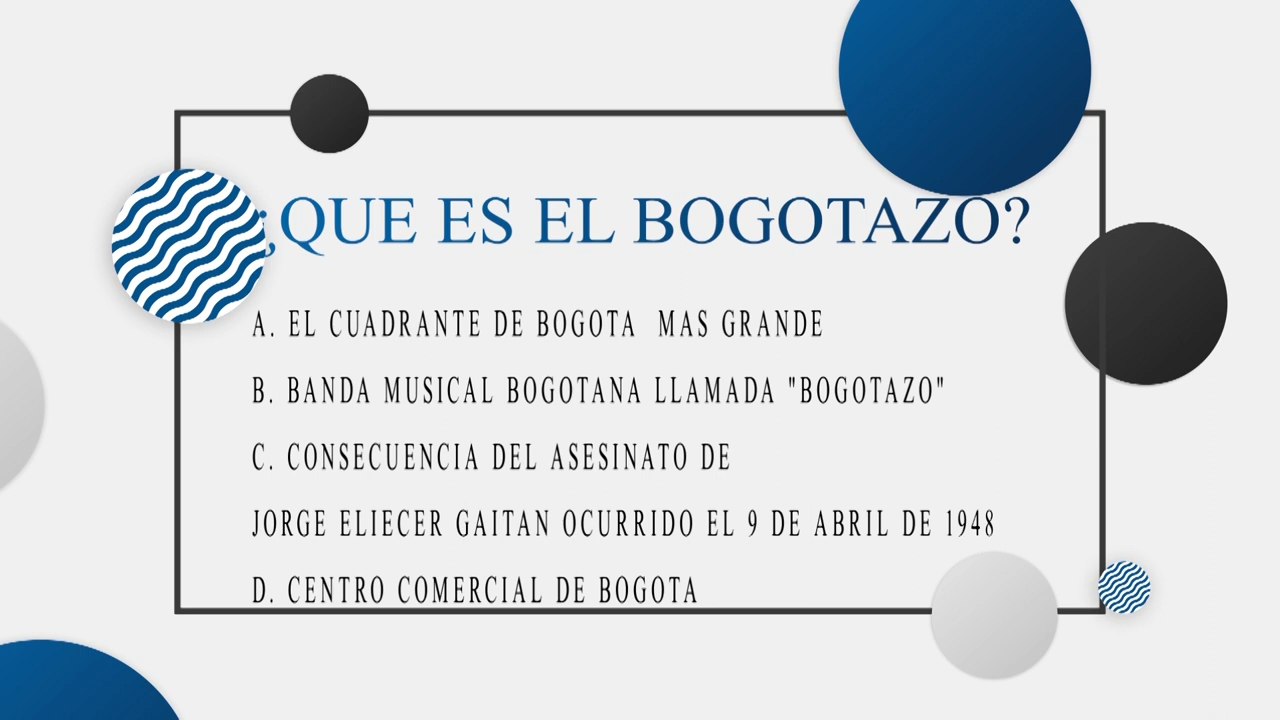 ¿QUE ES EL BOGOTAZO?
A. EL CUADRANTE DE BOGOTA  MAS GRANDE
B. BANDA MUSICAL BOGOTANA LLAMADA "BOGOTAZO"
C. CONSECUENCIA DEL ASESINATO DE
JORGE ELIECER GAITAN OCURRIDO EL 9 DE ABRIL DE 1948
D. CENTRO COMERCIAL DE BOGOTA